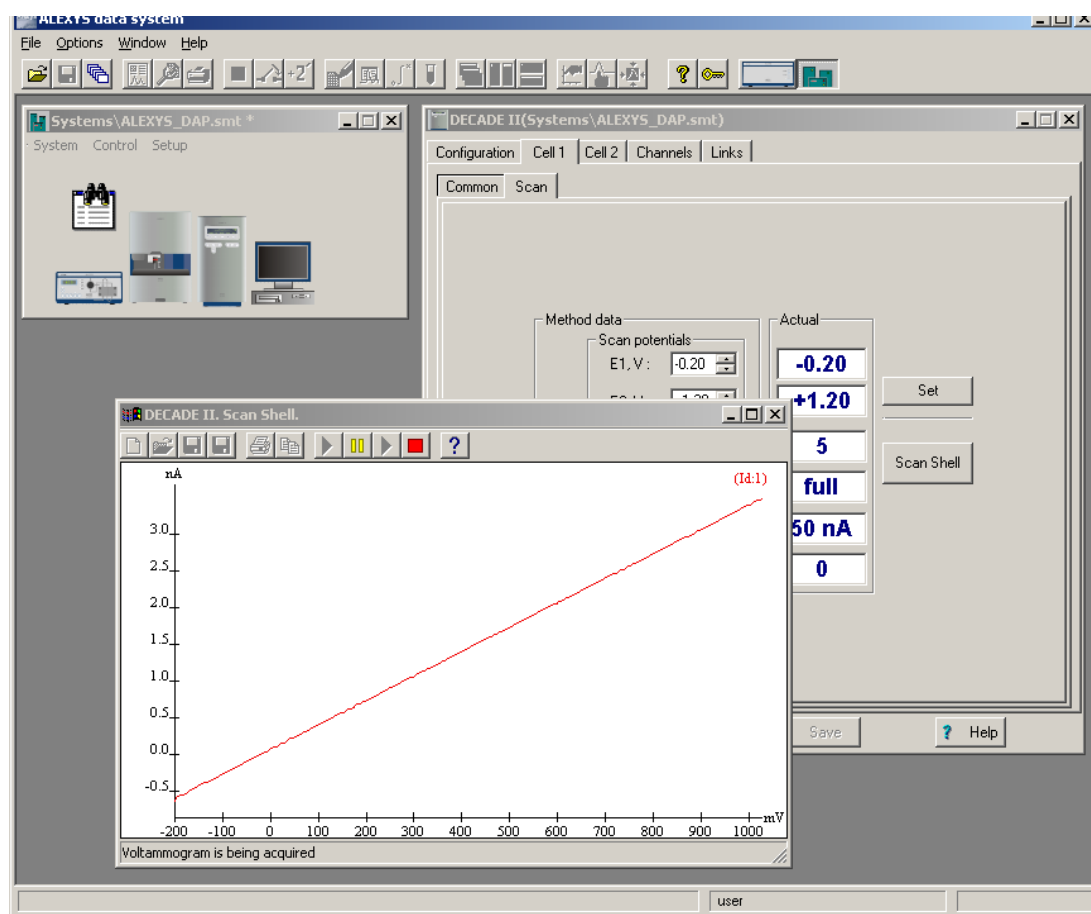 ALEXYS data system
File Options Window Help
Systems\ALEXYS_DAP.smt *
System Control Setup
DECADE II(Systems\ALEXYS_DAP.smt)
Configuration Cell 1 Cell 2 Channels Links
Common Scan
Method data
Scan potentials
E1, V : -0.20
Actual
-0.20
+1.20
5
full
50 nA
0
Set
Scan Shell
Save
? Help
DECADE II. Scan Shell.
nA
(Id:1)
3.0
2.5
2.0
1.5
1.0
0.5
0.0
-0.5
-200 -100 0 100 200 300 400 500 600 700 800 900 1000 mV
Voltammogram is being acquired
user